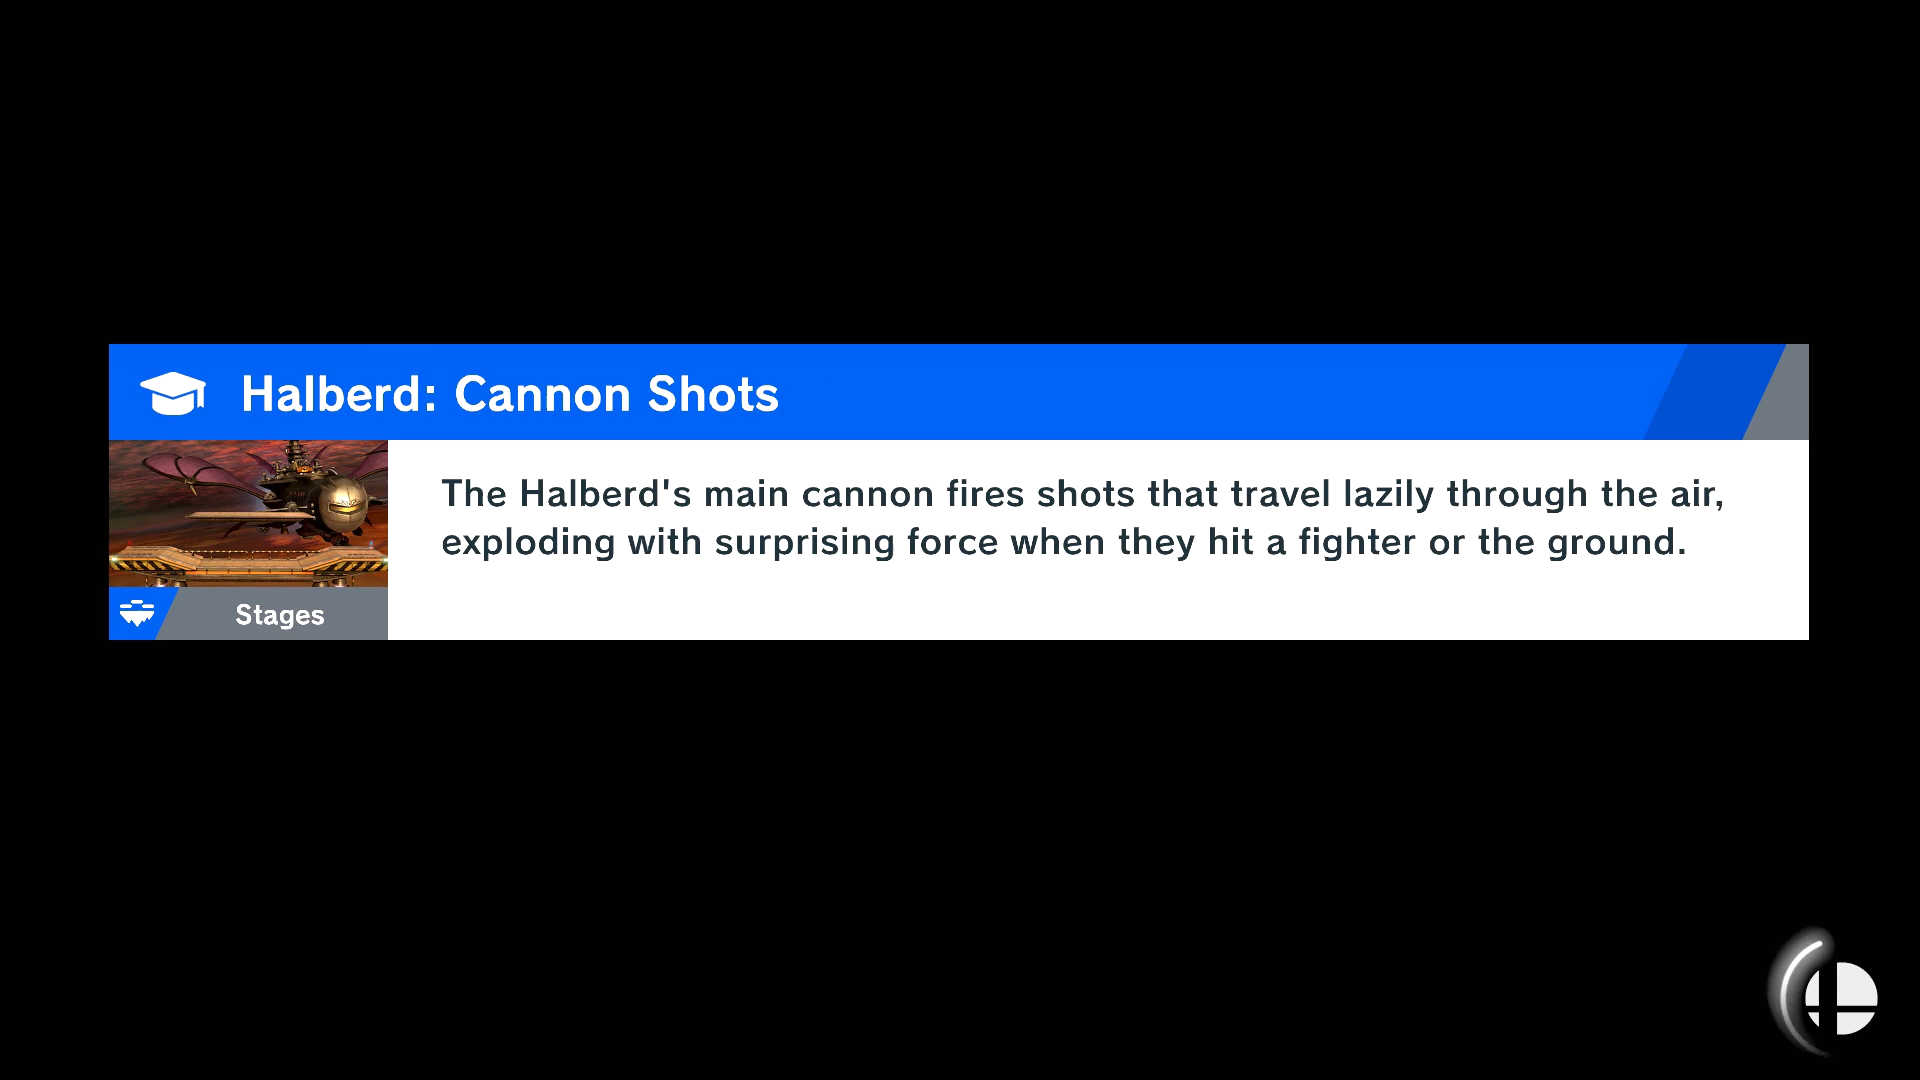 Halberd: Cannon Shots
The Halberd's main cannon fires shots that travel lazily through the air,
exploding with surprising force when they hit a fighter or the ground.
Stages